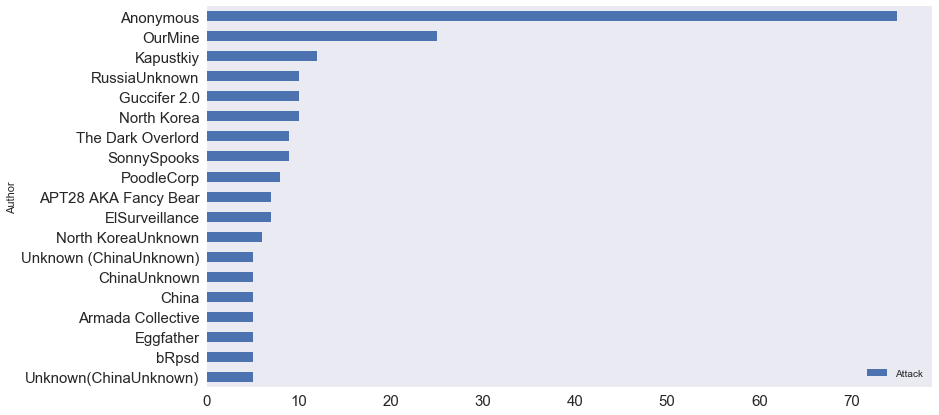 Anonymous
OurMine
Kapustkiy
RussiaUnknown
Guccifer 2.0
North Korea
The Dark Overlord
SonnySpooks
PoodleCorp
APT28 AKA Fancy Bear
ElSurveillance
North KoreaUnknown
Unknown (ChinaUnknown)
ChinaUnknown
China
Armada Collective
Eggfather
bRpsd
Unknown(ChinaUnknown)
Author
Attack
0 10 20 30 40 50 60 70